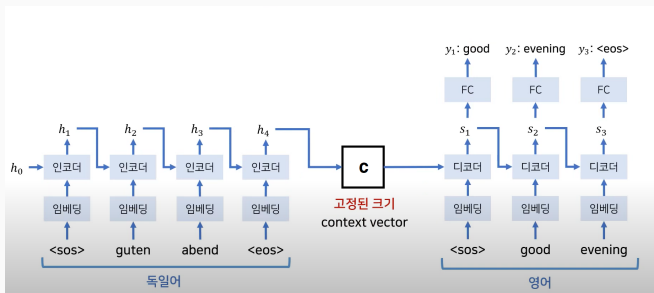 y₁: good y₂: evening y₃: <eos>
FC FC FC
h₁ h₂ h₃ h₄ s₁ s₂ s₃
h₀ 인코더 인코더 인코더 인코더 c 디코더 디코더 디코더
고정된 크기
임베딩 임베딩 임베딩 임베딩 context vector 임베딩 임베딩 임베딩
<sos> guten abend <eos> <sos> good evening
독일어 영어